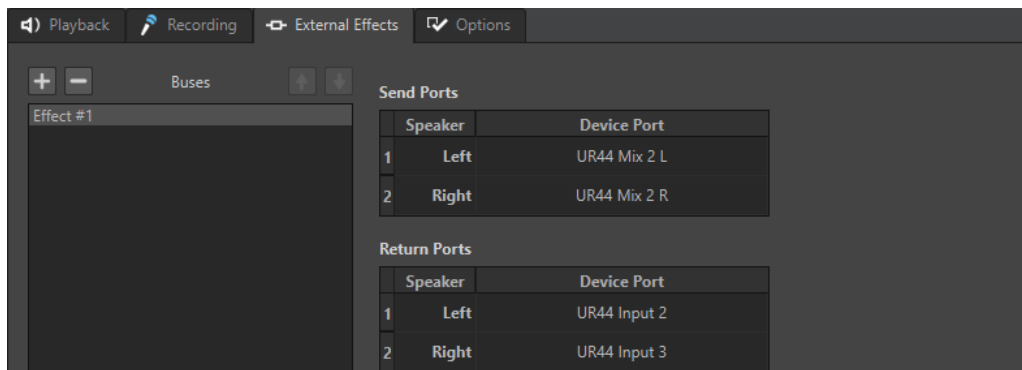 Playback Recording External Effects Options
Buses
Effect #1
Send Ports
Speaker Device Port
1 Left UR44 Mix 2 L
2 Right UR44 Mix 2 R
Return Ports
Speaker Device Port
1 Left UR44 Input 2
2 Right UR44 Input 3